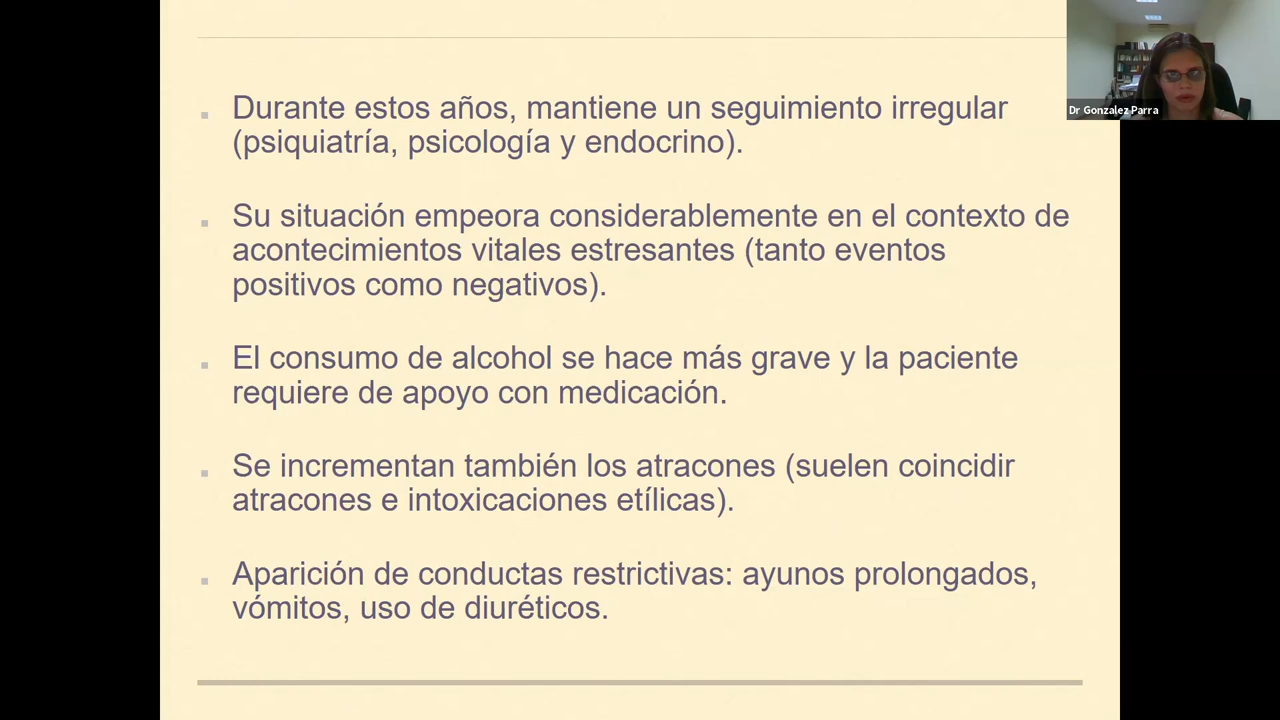 Durante estos años, mantiene un seguimiento irregular
(psiquiatría, psicología y endocrino).
Su situación empeora considerablemente en el contexto de
acontecimientos vitales estresantes (tanto eventos
positivos como negativos).
El consumo de alcohol se hace más grave y la paciente
requiere de apoyo con medicación.
Se incrementan también los atracones (suelen coincidir
atracones e intoxicaciones etílicas).
Aparición de conductas restrictivas: ayunos prolongados,
vómitos, uso de diuréticos.
Dr Gonzalez Parra